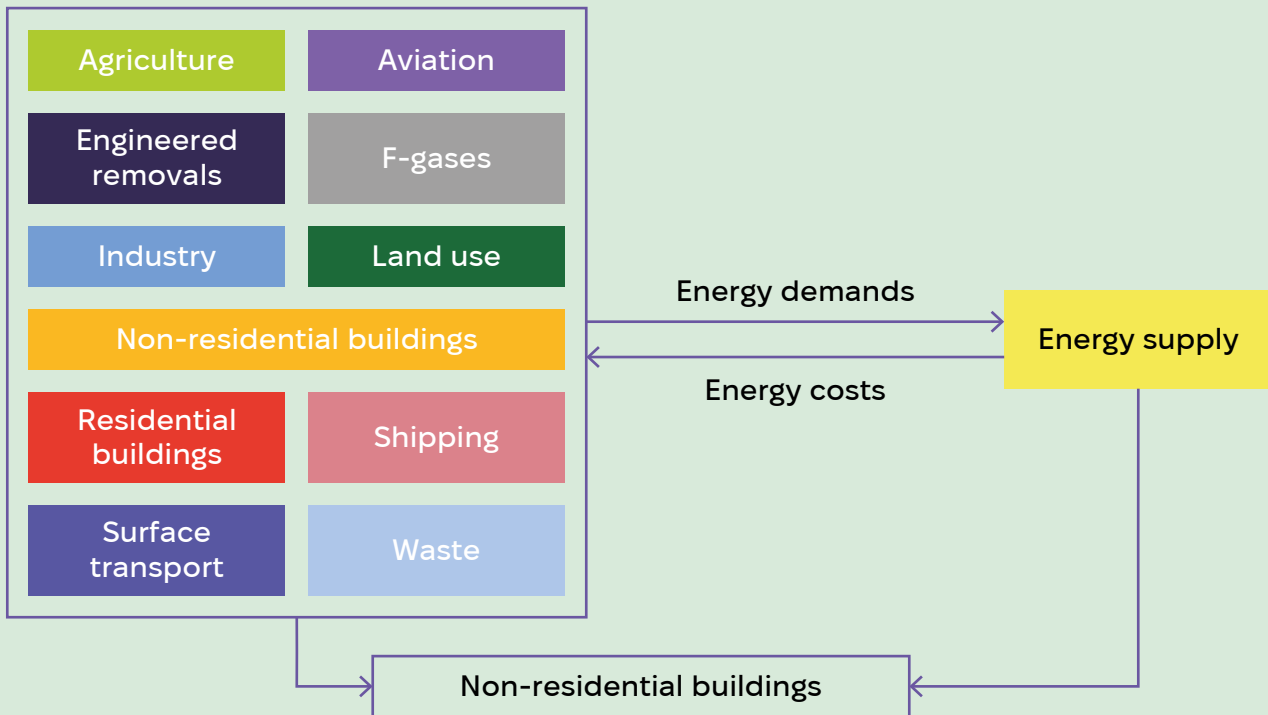 Agriculture
Aviation
Engineered
removals
F-gases
Industry
Land use
Non-residential buildings
Residential
buildings
Shipping
Surface
transport
Waste
Energy demands
Energy costs
Energy supply
Non-residential buildings